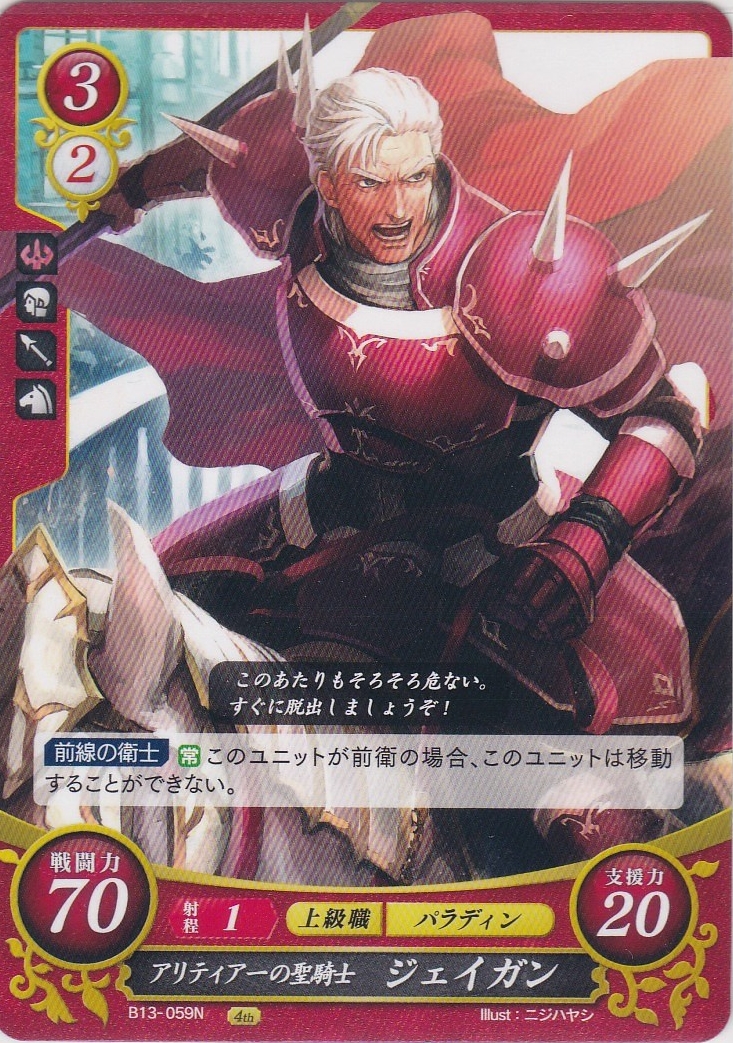 3
2
このあたりもそろそろ危ない。
すぐに脱出しましょうぞ！
前線の衛士 常 このユニットが前衛の場合、このユニットは移動
することができない。
戦闘力
70
射程 1 上級職 パラディン
支援力
20
アリティアーの聖騎士 ジェイガン
B13-059N 4th Illust：ニジハヤシ